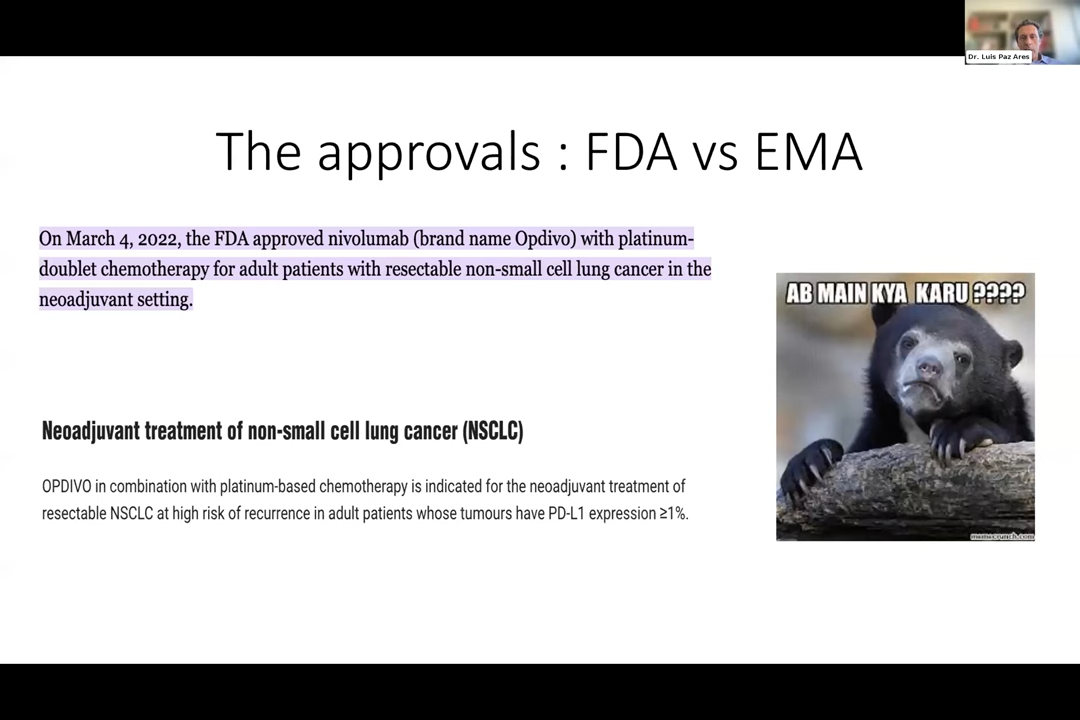 Dr. Luis Paz Ares
The approvals : FDA vs EMA
On March 4, 2022, the FDA approved nivolumab (brand name Opdivo) with platinum-
doublet chemotherapy for adult patients with resectable non-small cell lung cancer in the
neoadjuvant setting.
AB MAIN KYA KARU ????
Neoadjuvant treatment of non-small cell lung cancer (NSCLC)
OPDIVO in combination with platinum-based chemotherapy is indicated for the neoadjuvant treatment of
resectable NSCLC at high risk of recurrence in adult patients whose tumours have PD-L1 expression ≥1%.